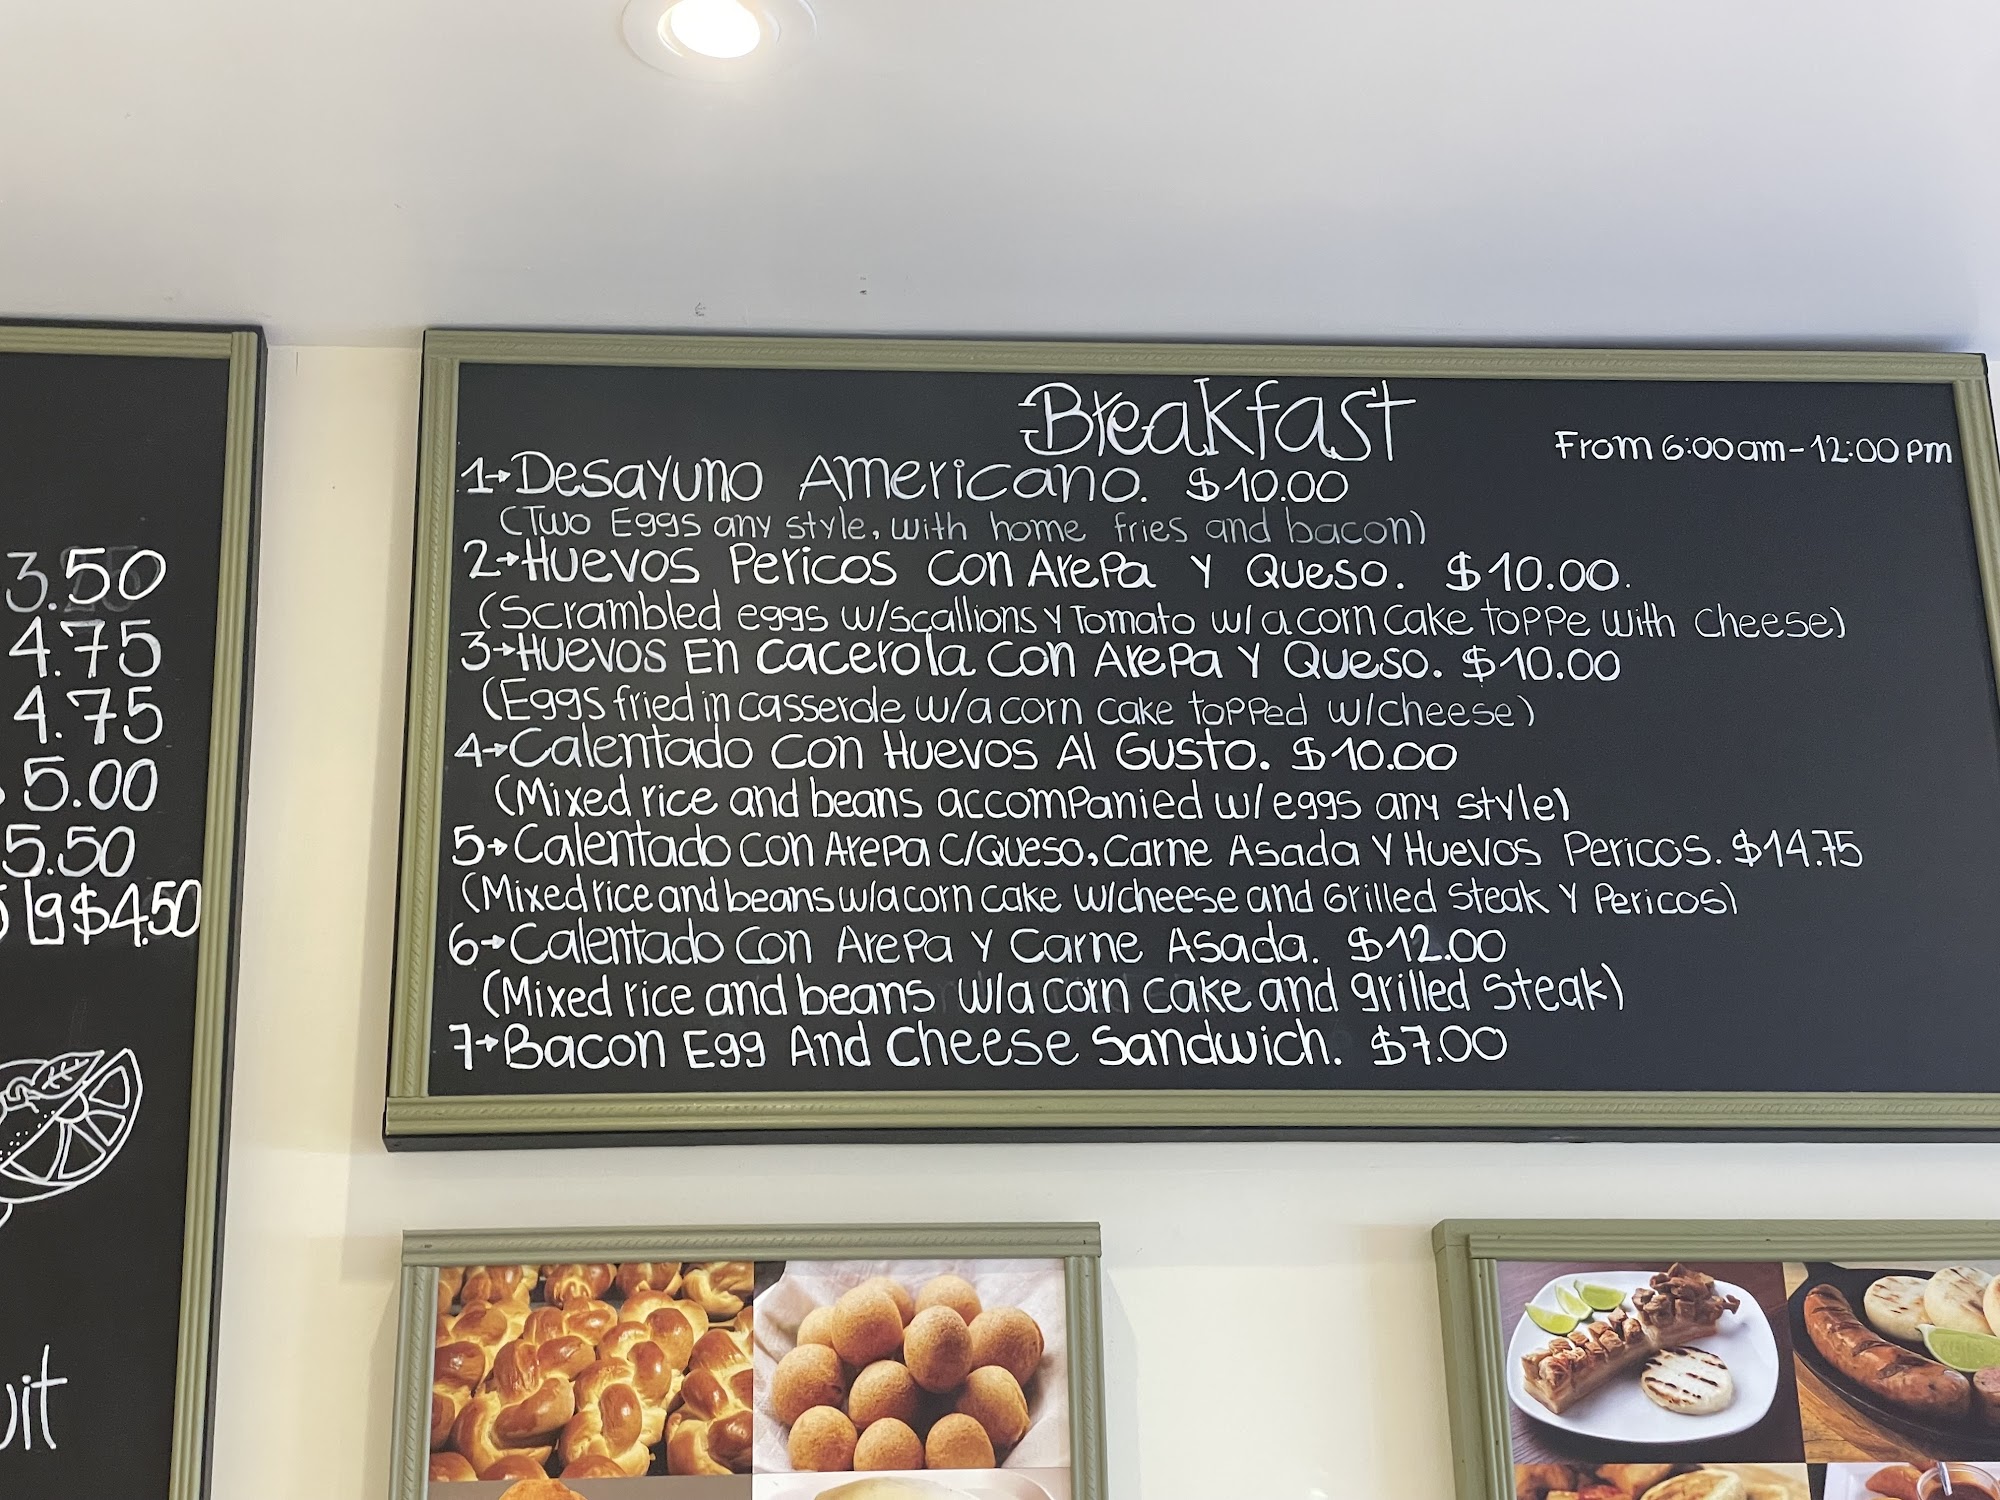 3.50
4.75
4.75
5.00
5.50
lg $4.50
uit
Breakfast
From 6:00am-12:00pm
1→Desayuno Americano. $10.00
(Two Eggs any style, with home fries and bacon)
2→Huevos Pericos con Arepa y Queso. $10.00.
(Scrambled eggs w/scallions y Tomato w/a corn cake toppe with cheese)
3→Huevos En Cacerola con Arepa y Queso. $10.00
(Eggs fried in casserole w/a corn cake topped w/cheese)
4→Calentado con Huevos Al Gusto. $10.00
(Mixed rice and beans accompanied w/eggs any style)
5→Calentado con Arepa c/Queso, Carne Asada y Huevos Pericos. $14.75
(Mixed rice and beans w/a corn cake w/cheese and Grilled Steak y Pericos)
6→Calentado con Arepa y Carne Asada. $12.00
(Mixed rice and beans w/a corn cake and grilled steak)
7→Bacon Egg And Cheese Sandwich. $7.00